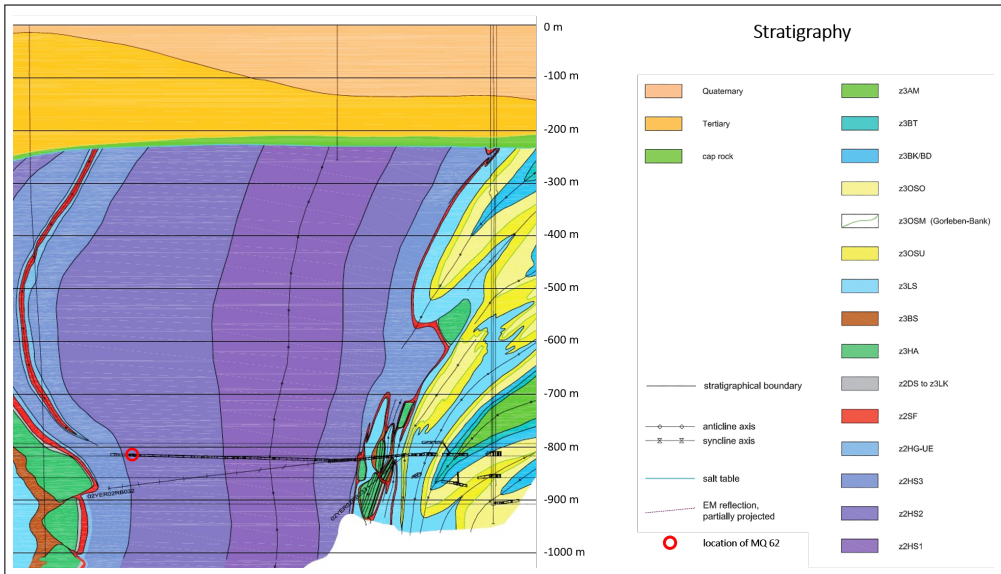 0 m
-100 m
-200 m
-300 m
-400 m
-500 m
-600 m
-700 m
-800 m
-900 m
-1000 m
02YER02RB032
Stratigraphy
Quaternary
Tertiary
cap rock
stratigraphical boundary
anticline axis
syncline axis
salt table
EM reflection,
partially projected
location of MQ 62
z3AM
z3BT
z3BK/BD
z3OSO
z3OSM (Gorleben-Bank)
z3OSU
z3LS
z3BS
z3HA
z2DS to z3LK
z2SF
z2HG-UE
z2HS3
z2HS2
z2HS1